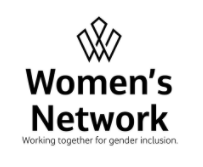 Women's
Network
Working together for gender inclusion.